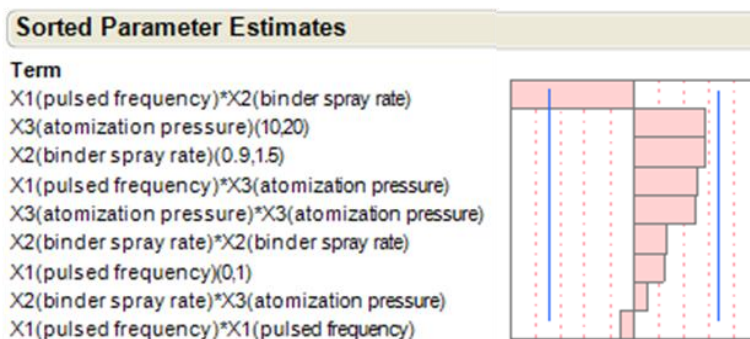 Sorted Parameter Estimates
Term
X1(pulsed frequency)*X2(binder spray rate)
X3(atomization pressure)(10,20)
X2(binder spray rate)(0.9,1.5)
X1(pulsed frequency)*X3(atomization pressure)
X3(atomization pressure)*X3(atomization pressure)
X2(binder spray rate)*X2(binder spray rate)
X1(pulsed frequency)(0,1)
X2(binder spray rate)*X3(atomization pressure)
X1(pulsed frequency)*X1(pulsed frequency)